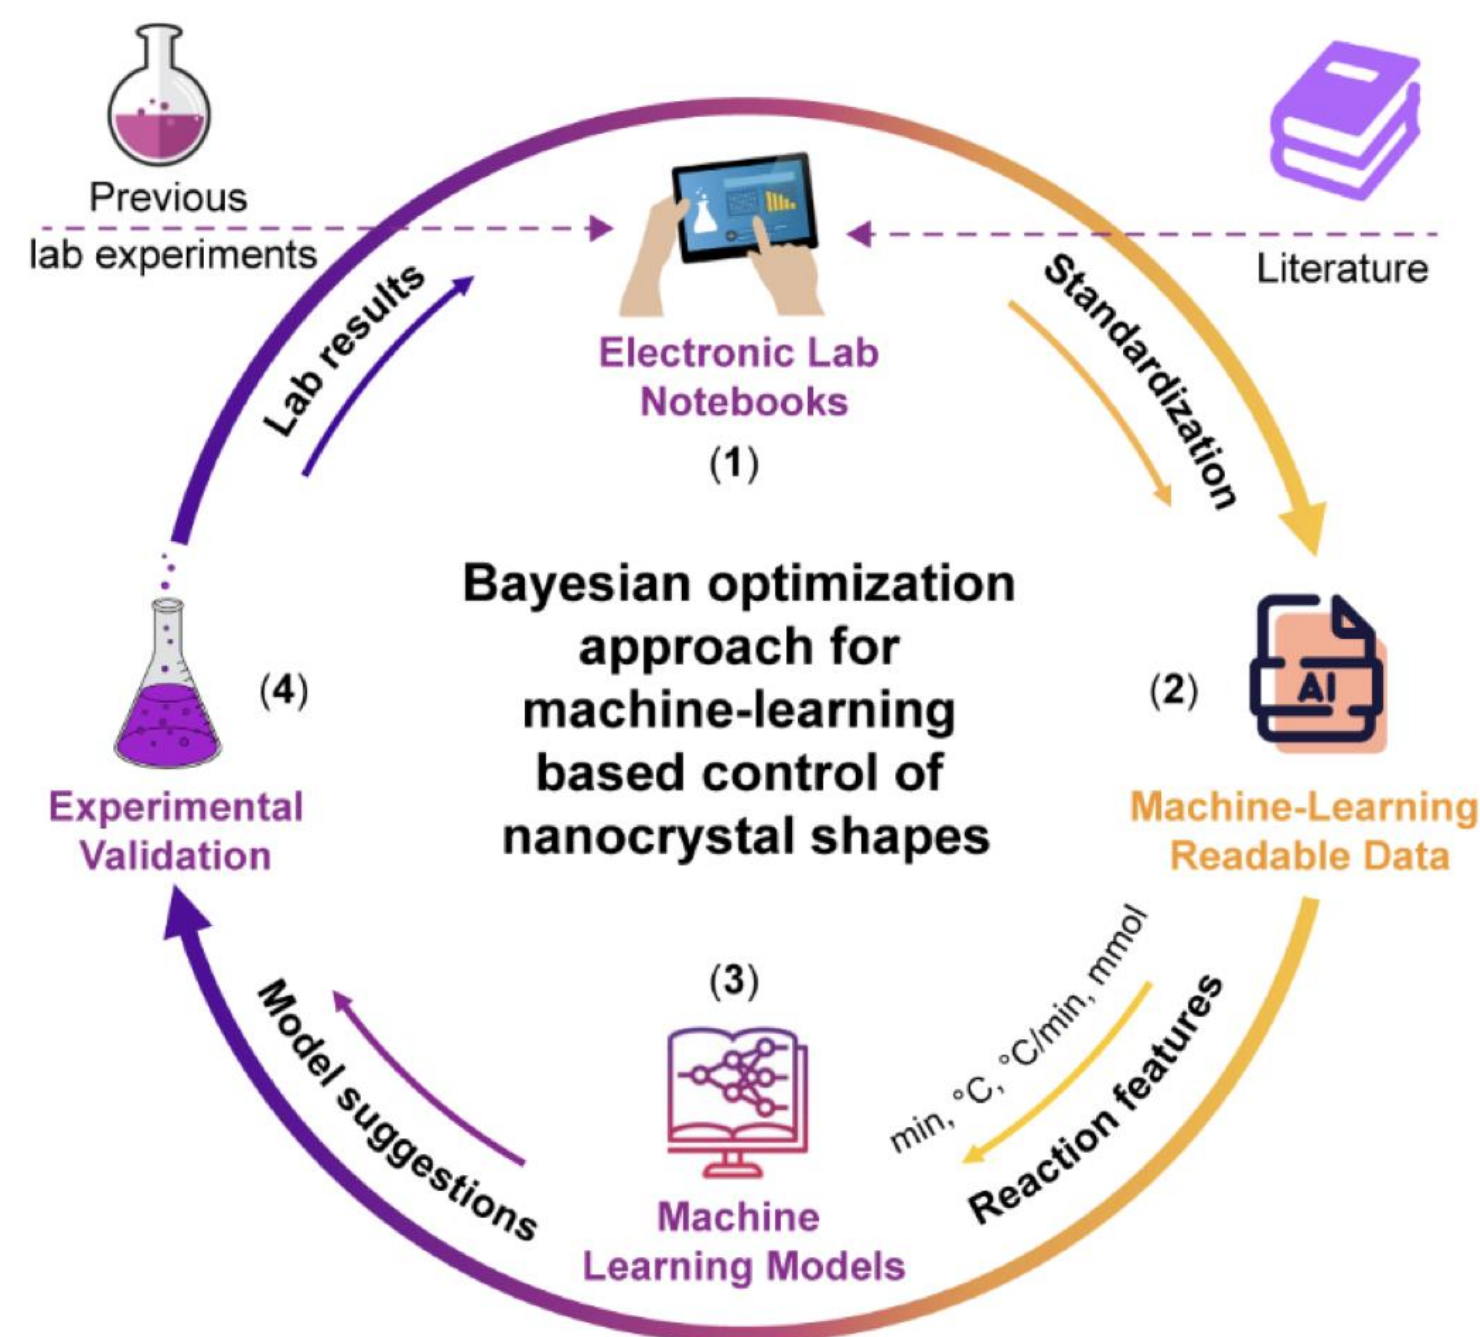 Previous
lab experiments
Literature
Lab results
Standardization
Electronic Lab
Notebooks
(1)
Bayesian optimization
approach for
machine-learning
based control of
nanocrystal shapes
(4)
Experimental
Validation
(2)
AI
Machine-Learning
Readable Data
min, °C, °C/min, mmol
Reaction features
(3)
Model suggestions
Machine
Learning Models